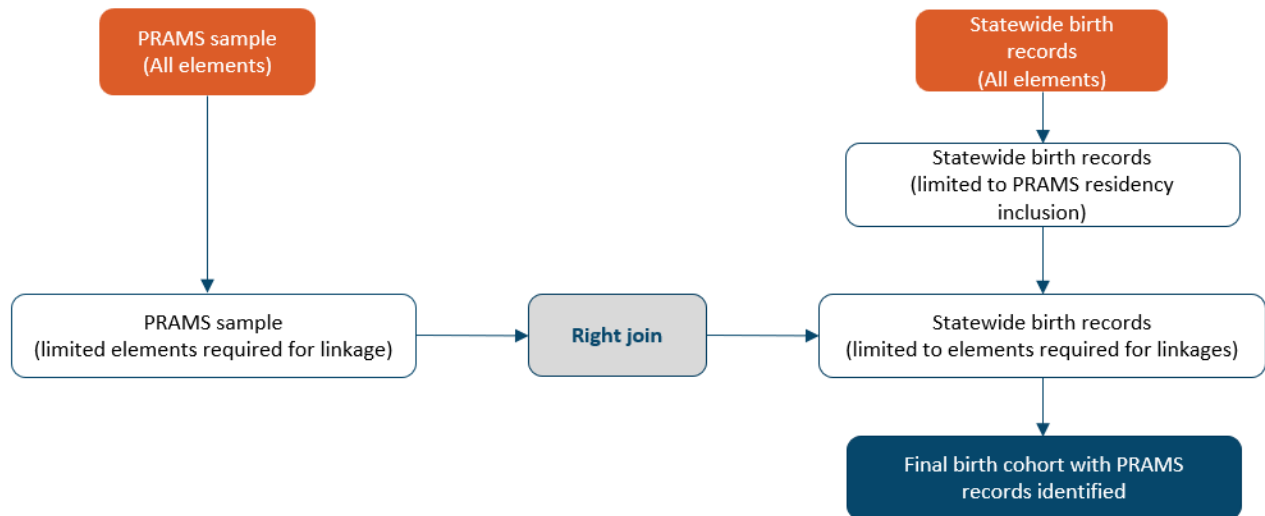 PRAMS sample
(All elements)
Statewide birth
records
(All elements)
Statewide birth records
(limited to PRAMS residency
inclusion)
PRAMS sample
(limited elements required for linkage)
Right join
Statewide birth records
(limited to elements required for linkages)
Final birth cohort with PRAMS
records identified